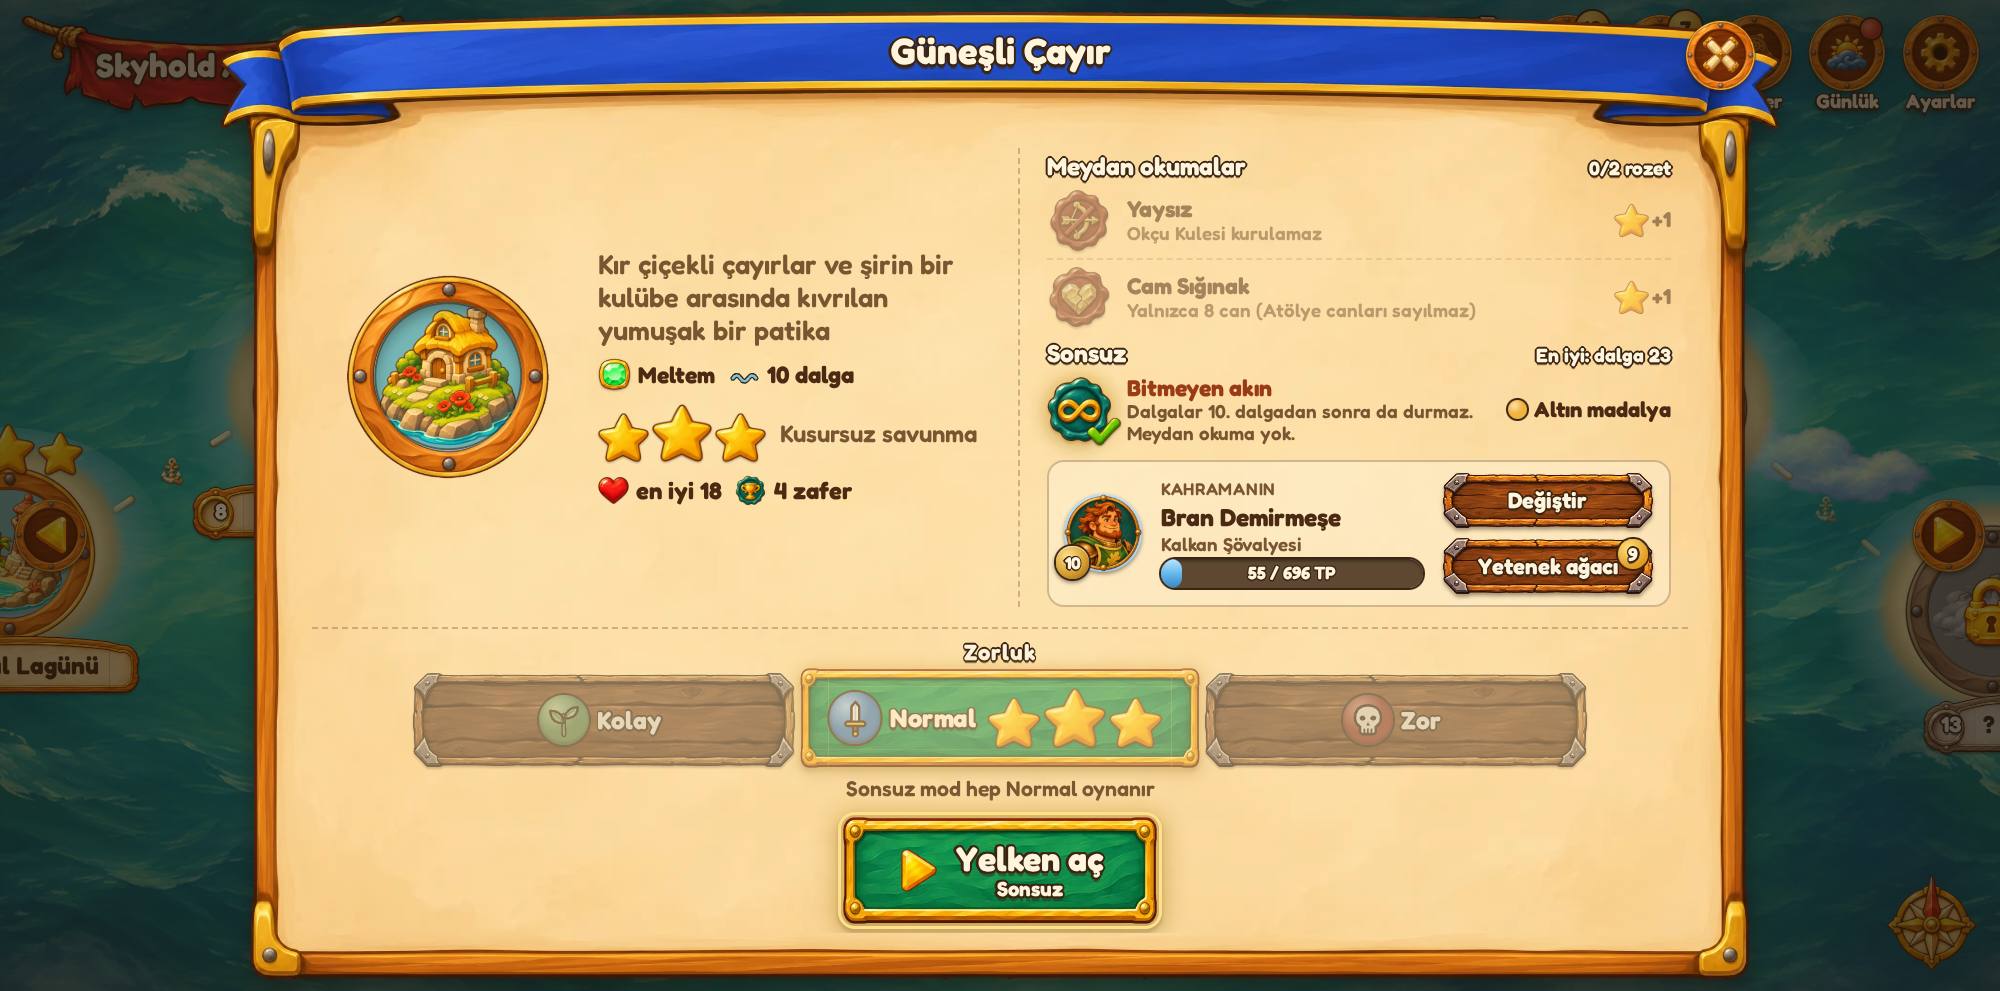 Güneşli Çayır
Skyhold
Günlük
Ayarlar
Kır çiçekli çayırlar ve şirin bir
kulübe arasında kıvrılan
yumuşak bir patika
Meltem
10 dalga
Kusursuz savunma
en iyi 18
4 zafer
Meydan okumalar
0/2 rozet
Yaysız
Okçu Kulesi kurulamaz
+1
Cam Sığınak
Yalnızca 8 can (Atölye canları sayılmaz)
+1
Sonsuz
En iyi: dalga 23
Bitmeyen akın
Dalgalar 10. dalgadan sonra da durmaz.
Meydan okuma yok.
Altın madalya
KAHRAMANIN
Bran Demirmeşe
Kalkan Şövalyesi
10
55 / 696 TP
Değiştir
Yetenek ağacı
9
8
Lagünü
13 ?
Zorluk
Kolay
Normal
Zor
Sonsuz mod hep Normal oynanır
Yelken aç
Sonsuz